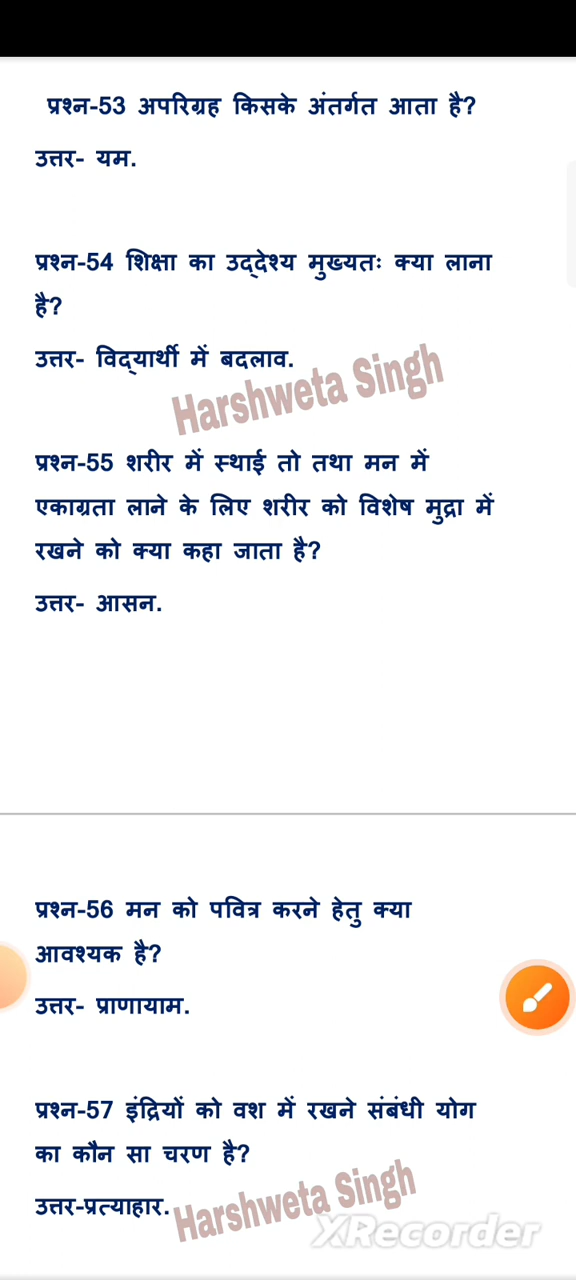 प्रश्न-53 अपरिग्रह किसके अंतर्गत आता है?
उत्तर- यम.
प्रश्न-54 शिक्षा का उद्देश्य मुख्यतः क्या लाना
है?
उत्तर- विद्यार्थी में बदलाव.
Harshweta Singh
प्रश्न-55 शरीर में स्थाई तो तथा मन में
एकाग्रता लाने के लिए शरीर को विशेष मुद्रा में
रखने को क्या कहा जाता है?
उत्तर- आसन.
प्रश्न-56 मन को पवित्र करने हेतु क्या
आवश्यक है?
उत्तर- प्राणायाम.
प्रश्न-57 इंद्रियों को वश में रखने संबंधी योग
का कौन सा चरण है?
उत्तर-प्रत्याहार.
Harshweta Singh
XRecorder